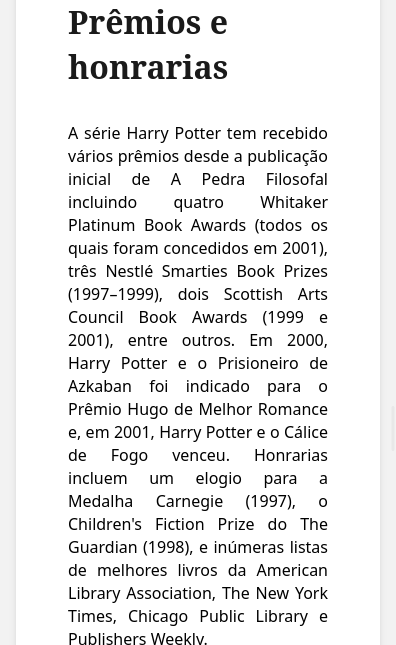 Prêmios e
honrarias
A série Harry Potter tem recebido
vários prêmios desde a publicação
inicial de A Pedra Filosofal
incluindo quatro Whitaker
Platinum Book Awards (todos os
quais foram concedidos em 2001),
três Nestlé Smarties Book Prizes
(1997–1999), dois Scottish Arts
Council Book Awards (1999 e
2001), entre outros. Em 2000,
Harry Potter e o Prisioneiro de
Azkaban foi indicado para o
Prêmio Hugo de Melhor Romance
e, em 2001, Harry Potter e o Cálice
de Fogo venceu. Honrarias
incluem um elogio para a
Medalha Carnegie (1997), o
Children's Fiction Prize do The
Guardian (1998), e inúmeras listas
de melhores livros da American
Library Association, The New York
Times, Chicago Public Library e
Publishers Weekly.